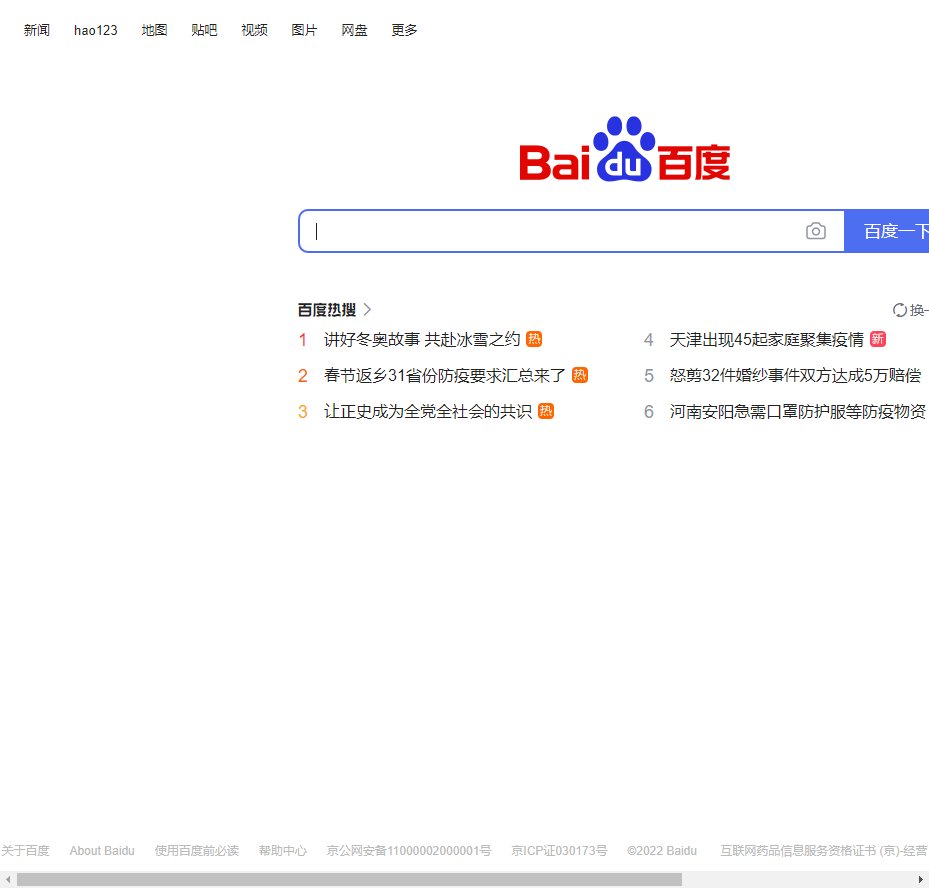 新闻 hao123 地图 贴吧 视频 图片 网盘 更多
Bai du 百度
百度一下
百度热搜
换一
1 讲好冬奥故事 共赴冰雪之约 热
4 天津出现45起家庭聚集疫情 新
2 春节返乡31省份防疫要求汇总来了 热
5 怒剪32件婚纱事件双方达成5万赔偿
3 让正史成为全党全社会的共识 热
6 河南安阳急需口罩防护服等防疫物资
关于百度 About Baidu 使用百度前必读 帮助中心 京公网安备11000002000001号 京ICP证030173号 ©2022 Baidu 互联网药品信息服务资格证书 (京)-经营